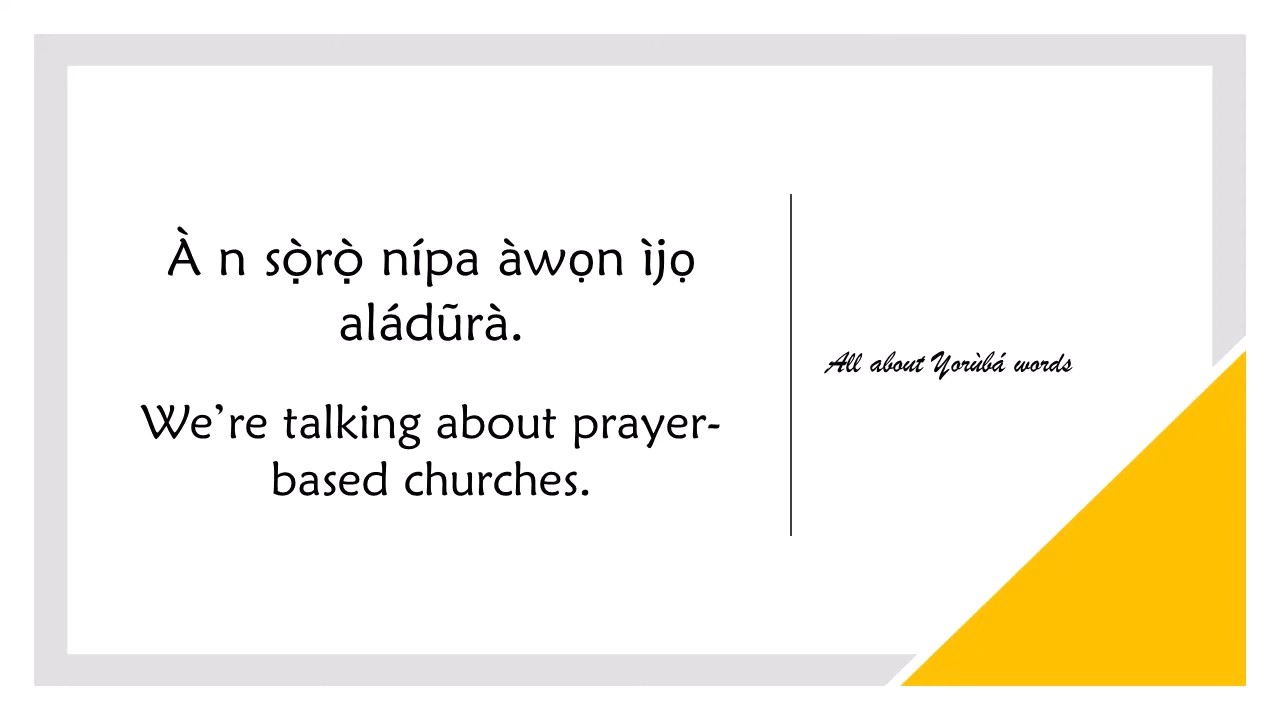 À n sọ̀rọ̀ nípa àwọn ìjọ
aládũrà.
We’re talking about prayer-
based churches.
All about Yorùbá words